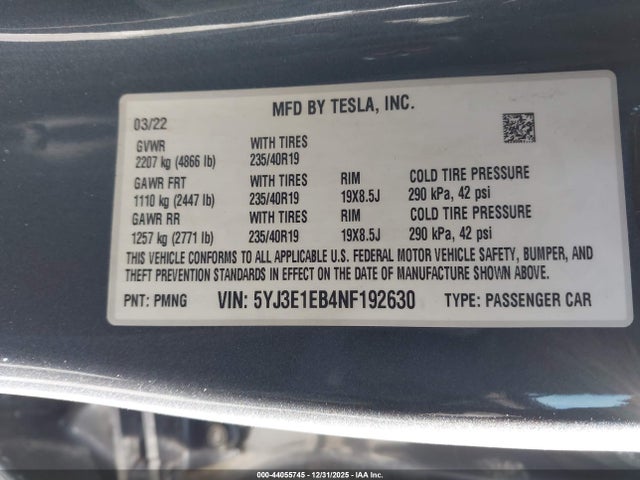 MFD BY TESLA, INC.
03/22
GVWR WITH TIRES
2207 kg (4866 lb) 235/40R19
GAWR FRT WITH TIRES RIM COLD TIRE PRESSURE
1110 kg (2447 lb) 235/40R19 19X8.5J 290 kPa, 42 psi
GAWR RR WITH TIRES RIM COLD TIRE PRESSURE
1257 kg (2771 lb) 235/40R19 19X8.5J 290 kPa, 42 psi
THIS VEHICLE CONFORMS TO ALL APPLICABLE U.S. FEDERAL MOTOR VEHICLE SAFETY, BUMPER, AND
THEFT PREVENTION STANDARDS IN EFFECT ON THE DATE OF MANUFACTURE SHOWN ABOVE.
PNT: PMNG VIN: 5YJ3E1EB4NF192630 TYPE: PASSENGER CAR
000-44055745 - 12/31/2025 - IAA Inc.